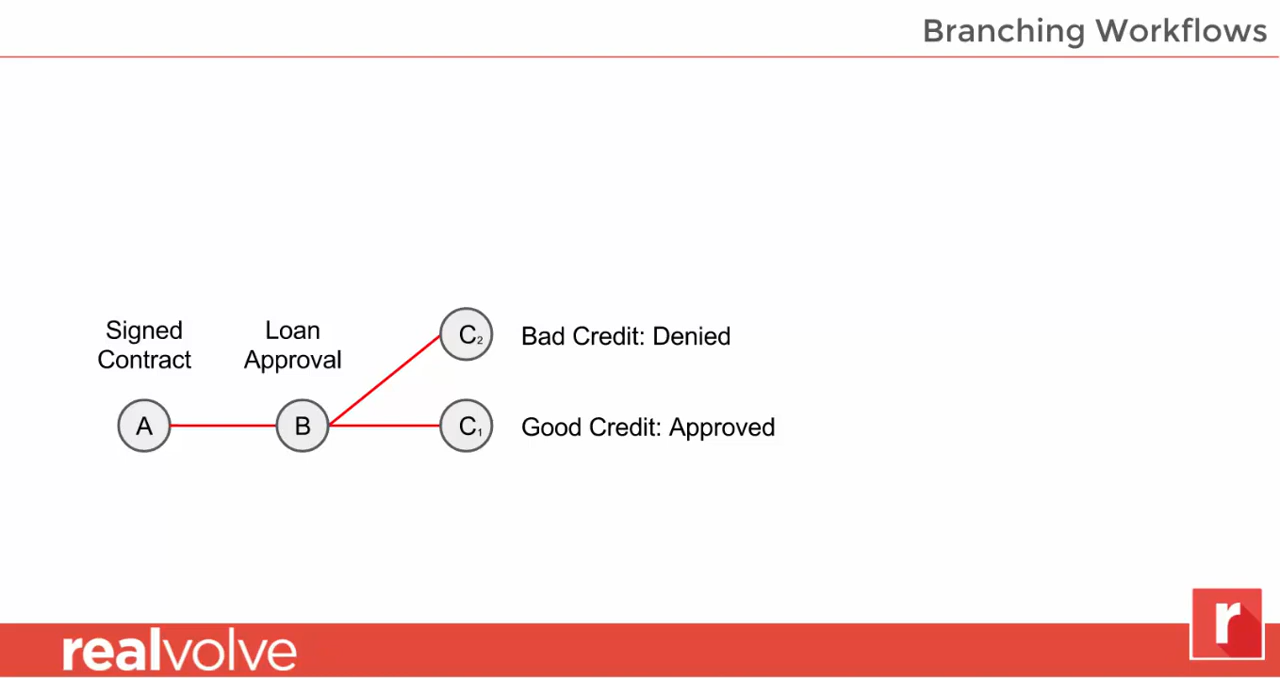 Branching Workflows
Signed
Contract
Loan
Approval
C₂
Bad Credit: Denied
A
B
C₁
Good Credit: Approved
realvolve
r